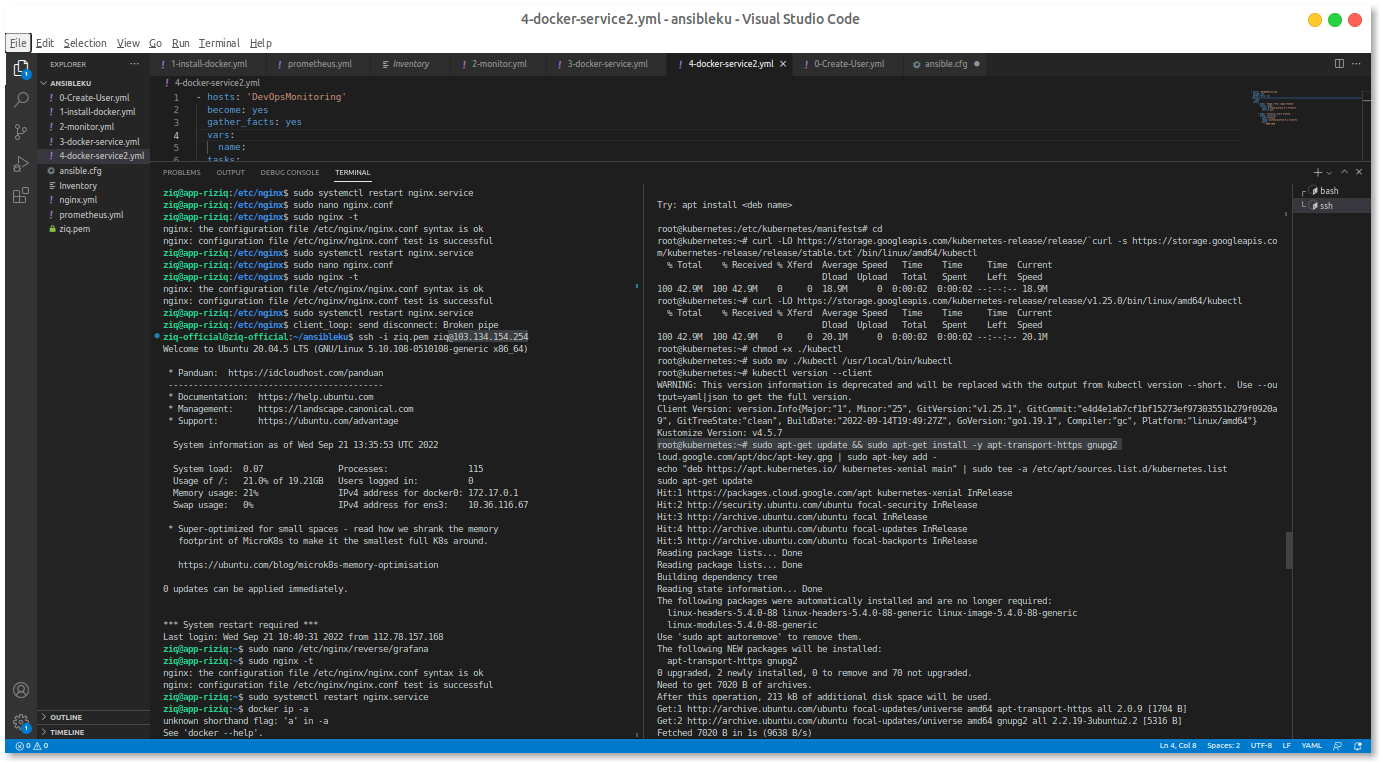 4-docker-service2.yml - ansibleku - Visual Studio Code
File Edit Selection View Go Run Terminal Help
EXPLORER
ANSIBLEKU
0-Create-User.yml
1-install-docker.yml
2-monitor.yml
3-docker-service.yml
4-docker-service2.yml
ansible.cfg
Inventory
nginx.yml
prometheus.yml
ziq.pem
OUTLINE
TIMELINE
1-install-docker.yml prometheus.yml Inventory 2-monitor.yml 3-docker-service.yml 4-docker-service2.yml 0-Create-User.yml ansible.cfg
4-docker-service2.yml
1 - hosts: 'DevOpsMonitoring'
2 become: yes
3 gather_facts: yes
4 vars:
5 name:
6 tasks:
PROBLEMS OUTPUT DEBUG CONSOLE TERMINAL
ziq@app-riziq:/etc/nginx$ sudo systemctl restart nginx.service
ziq@app-riziq:/etc/nginx$ sudo nano nginx.conf
ziq@app-riziq:/etc/nginx$ sudo nginx -t
nginx: the configuration file /etc/nginx/nginx.conf syntax is ok
nginx: configuration file /etc/nginx/nginx.conf test is successful
ziq@app-riziq:/etc/nginx$ sudo systemctl restart nginx.service
ziq@app-riziq:/etc/nginx$ sudo nano nginx.conf
ziq@app-riziq:/etc/nginx$ sudo nginx -t
nginx: the configuration file /etc/nginx/nginx.conf syntax is ok
nginx: configuration file /etc/nginx/nginx.conf test is successful
ziq@app-riziq:/etc/nginx$ sudo systemctl restart nginx.service
ziq@app-riziq:/etc/nginx$ client_loop: send disconnect: Broken pipe
ziq-official@ziq-official:~/ansibleku$ ssh -i ziq.pem ziq@103.134.154.254
Welcome to Ubuntu 20.04.5 LTS (GNU/Linux 5.10.108-0510108-generic x86_64)
* Panduan: https://idcloudhost.com/panduan
-------------------------------------------
* Documentation: https://help.ubuntu.com
* Management: https://landscape.canonical.com
* Support: https://ubuntu.com/advantage
System information as of Wed Sep 21 13:35:53 UTC 2022
System load: 0.07 Processes: 115
Usage of /: 21.0% of 19.21GB Users logged in: 0
Memory usage: 21% IPv4 address for docker0: 172.17.0.1
Swap usage: 0% IPv4 address for ens3: 10.36.116.67
* Super-optimized for small spaces - read how we shrank the memory
footprint of MicroK8s to make it the smallest full K8s around.
https://ubuntu.com/blog/microk8s-memory-optimisation
0 updates can be applied immediately.
*** System restart required ***
Last login: Wed Sep 21 10:40:31 2022 from 112.78.157.168
ziq@app-riziq:~$ sudo nano /etc/nginx/reverse/grafana
ziq@app-riziq:~$ sudo nginx -t
nginx: the configuration file /etc/nginx/nginx.conf syntax is ok
nginx: configuration file /etc/nginx/nginx.conf test is successful
ziq@app-riziq:~$ sudo systemctl restart nginx.service
ziq@app-riziq:~$ docker ip -a
unknown shorthand flag: 'a' in -a
See 'docker --help'.
Try: apt install <deb name>
root@kubernetes:/etc/kubernetes/manifests# cd
root@kubernetes:~# curl -LO https://storage.googleapis.com/kubernetes-release/release/`curl -s https://storage.googleapis.co
m/kubernetes-release/release/stable.txt`/bin/linux/amd64/kubectl
% Total % Received % Xferd Average Speed Time Time Time Current
Dload Upload Total Spent Left Speed
100 42.9M 100 42.9M 0 0 18.9M 0 0:00:02 0:00:02 --:--:-- 18.9M
root@kubernetes:~# curl -LO https://storage.googleapis.com/kubernetes-release/release/v1.25.0/bin/linux/amd64/kubectl
% Total % Received % Xferd Average Speed Time Time Time Current
Dload Upload Total Spent Left Speed
100 42.9M 100 42.9M 0 0 20.1M 0 0:00:02 0:00:02 --:--:-- 20.1M
root@kubernetes:~# chmod +x ./kubectl
root@kubernetes:~# sudo mv ./kubectl /usr/local/bin/kubectl
root@kubernetes:~# kubectl version --client
WARNING: This version information is deprecated and will be replaced with the output from kubectl version --short. Use --ou
tput=yaml|json to get the full version.
Client Version: version.Info{Major:"1", Minor:"25", GitVersion:"v1.25.1", GitCommit:"e4d4e1ab7cf1bf15273ef97303551b279f0920a
9", GitTreeState:"clean", BuildDate:"2022-09-14T19:49:27Z", GoVersion:"go1.19.1", Compiler:"gc", Platform:"linux/amd64"}
Kustomize Version: v4.5.7
root@kubernetes:~# sudo apt-get update && sudo apt-get install -y apt-transport-https gnupg2
loud.google.com/apt/doc/apt-key.gpg | sudo apt-key add -
echo "deb https://apt.kubernetes.io/ kubernetes-xenial main" | sudo tee -a /etc/apt/sources.list.d/kubernetes.list
sudo apt-get update
Hit:1 https://packages.cloud.google.com/apt kubernetes-xenial InRelease
Hit:2 http://security.ubuntu.com/ubuntu focal-security InRelease
Hit:3 http://archive.ubuntu.com/ubuntu focal InRelease
Hit:4 http://archive.ubuntu.com/ubuntu focal-updates InRelease
Hit:5 http://archive.ubuntu.com/ubuntu focal-backports InRelease
Reading package lists... Done
Reading package lists... Done
Building dependency tree
Reading state information... Done
The following packages were automatically installed and are no longer required:
linux-headers-5.4.0-88 linux-headers-5.4.0-88-generic linux-image-5.4.0-88-generic
linux-modules-5.4.0-88-generic
Use 'sudo apt autoremove' to remove them.
The following NEW packages will be installed:
apt-transport-https gnupg2
0 upgraded, 2 newly installed, 0 to remove and 70 not upgraded.
Need to get 7020 B of archives.
After this operation, 213 kB of additional disk space will be used.
Get:1 http://archive.ubuntu.com/ubuntu focal-updates/universe amd64 apt-transport-https all 2.0.9 [1704 B]
Get:2 http://archive.ubuntu.com/ubuntu focal-updates/universe amd64 gnupg2 all 2.2.19-3ubuntu2.2 [5316 B]
Fetched 7020 B in 1s (9638 B/s)
bash
ssh
0 0 Ln 4, Col 8 Spaces: 2 UTF-8 LF YAML